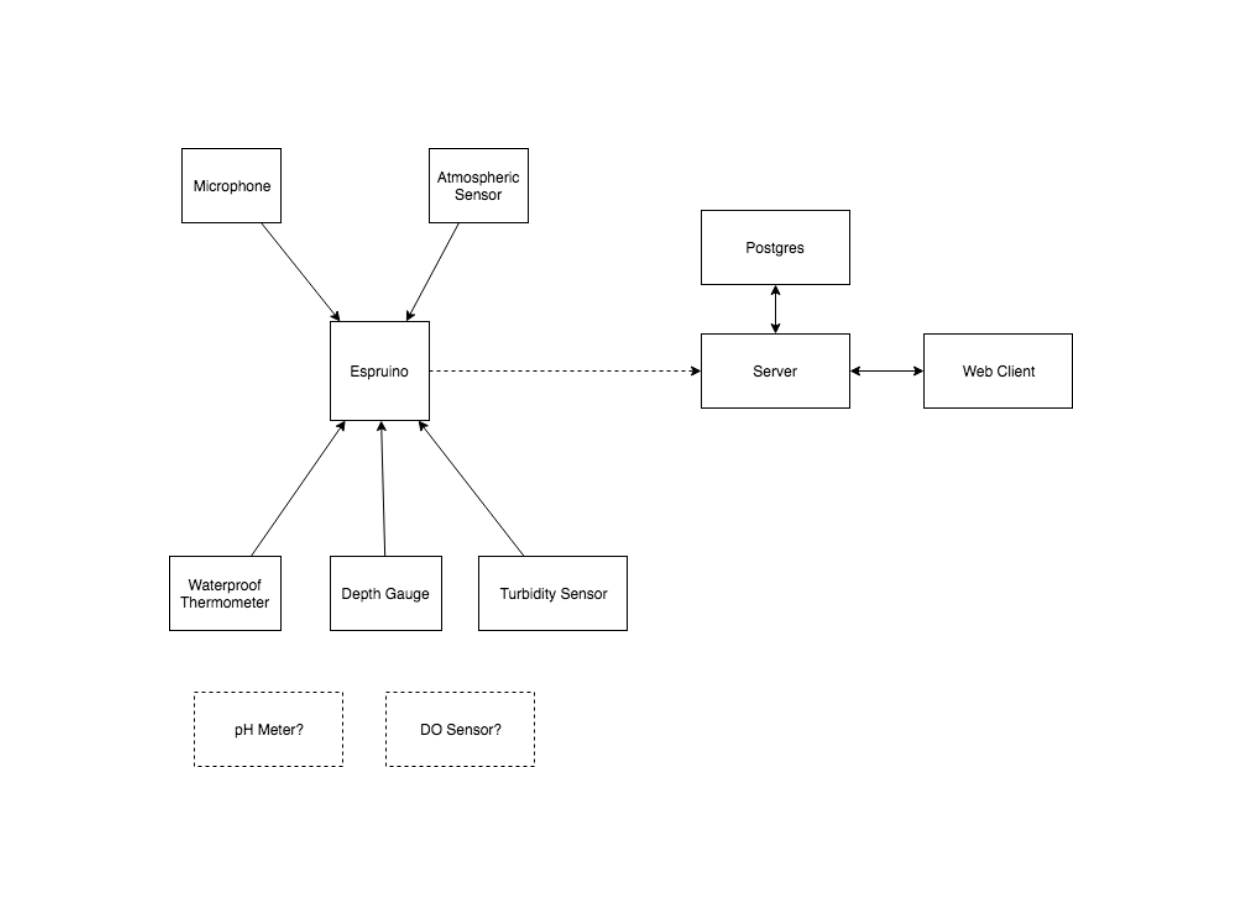 Microphone
Atmospheric
Sensor
Postgres
Espruino
Server
Web Client
Waterproof
Thermometer
Depth Gauge
Turbidity Sensor
pH Meter?
DO Sensor?